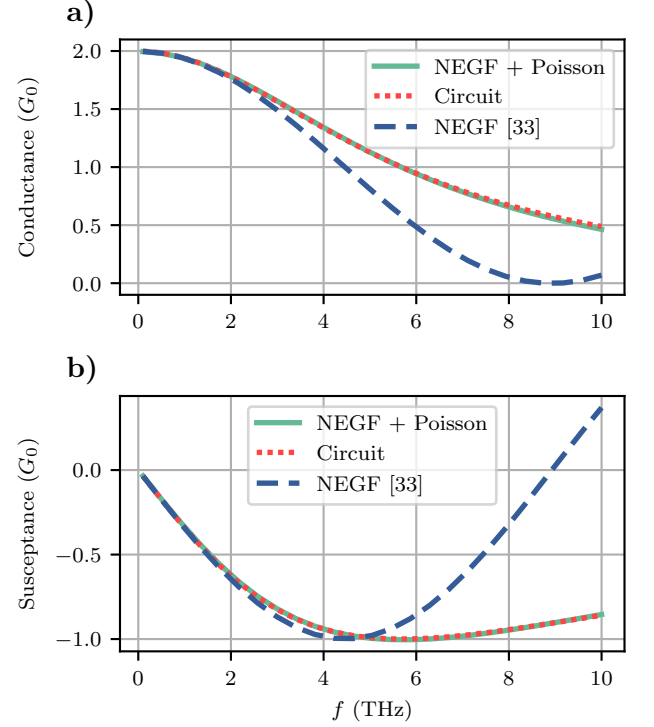 a)
2.0
1.5
1.0
0.5
0.0
Conductance (G0)
NEGF + Poisson
Circuit
NEGF [33]
0 2 4 6 8 10
b)
0.0
−0.5
−1.0
Susceptance (G0)
NEGF + Poisson
Circuit
NEGF [33]
0 2 4 6 8 10
f (THz)